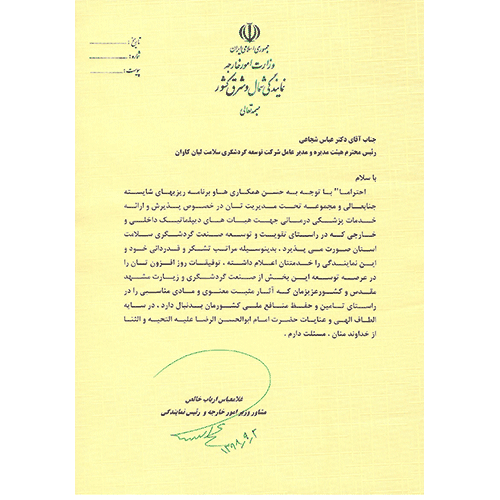 جمهوری اسلامی ایران
وزارت امور خارجه
نمایندگی شمال و شرق کشور
بسمه تعالی
تاریخ:
شماره:
پیوست:
جناب آقای دکتر عباس شجاعی
رئیس محترم هیئت مدیره و مدیر عامل شرکت توسعه گردشگری سلامت لیان کاوان
با سلام
احتراما" با توجه به حسن همکاری ها و برنامه ریزیهای شایسته
جنابعالی و مجموعه تحت مدیریت تان در خصوص پذیرش و ارائه
خدمات پزشکی درمانی جهت هیات های دیپلماتیک داخلی و
خارجی که در راستای تقویت و توسعه صنعت گردشگری سلامت
استان صورت می پذیرد، بدینوسیله مراتب تشکر و قدردانی خود و
این نمایندگی را خدمتتان اعلام داشته، توفیقات روز افزون تان را
در عرصه توسعه این بخش از صنعت گردشگری و زیارت مشهد
مقدس و کشور عزیزمان که آثار مثبت معنوی و مادی مناسبی را در
راستای تامین و حفظ منافع ملی کشورمان بدنبال دارد، در سایه
الطاف الهی و عنایات حضرت امام ابوالحسن الرضا علیه التحیه و الثنا
از خداوند منان، مسئلت دارم.
غلامعباس ارباب خالص
مشاور وزیر امور خارجه و رئیس نمایندگی
۱۳۹۸,۹,۲